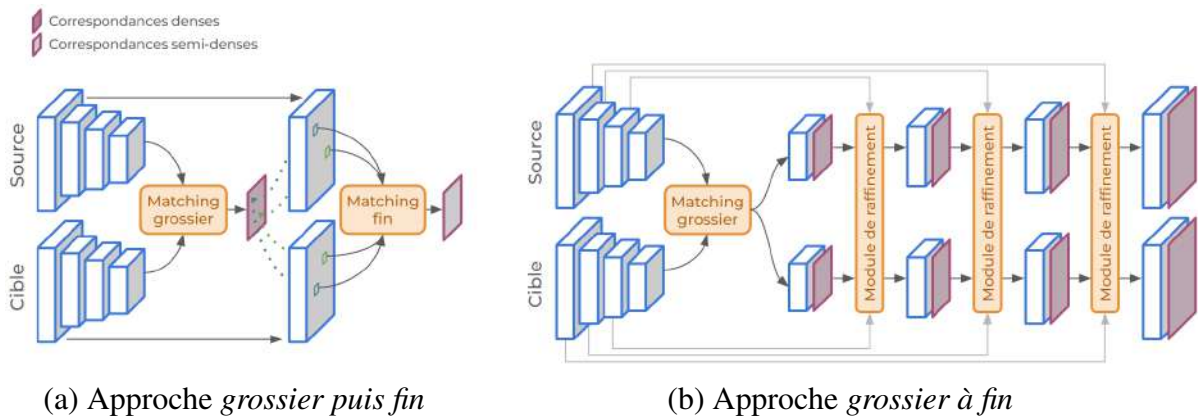 Correspondances denses
Correspondances semi-denses
Source
Cible
Matching
grossier
Matching
fin
Source
Cible
Matching
grossier
Module de raffinement
Module de raffinement
Module de raffinement
(a) Approche grossier puis fin
(b) Approche grossier à fin